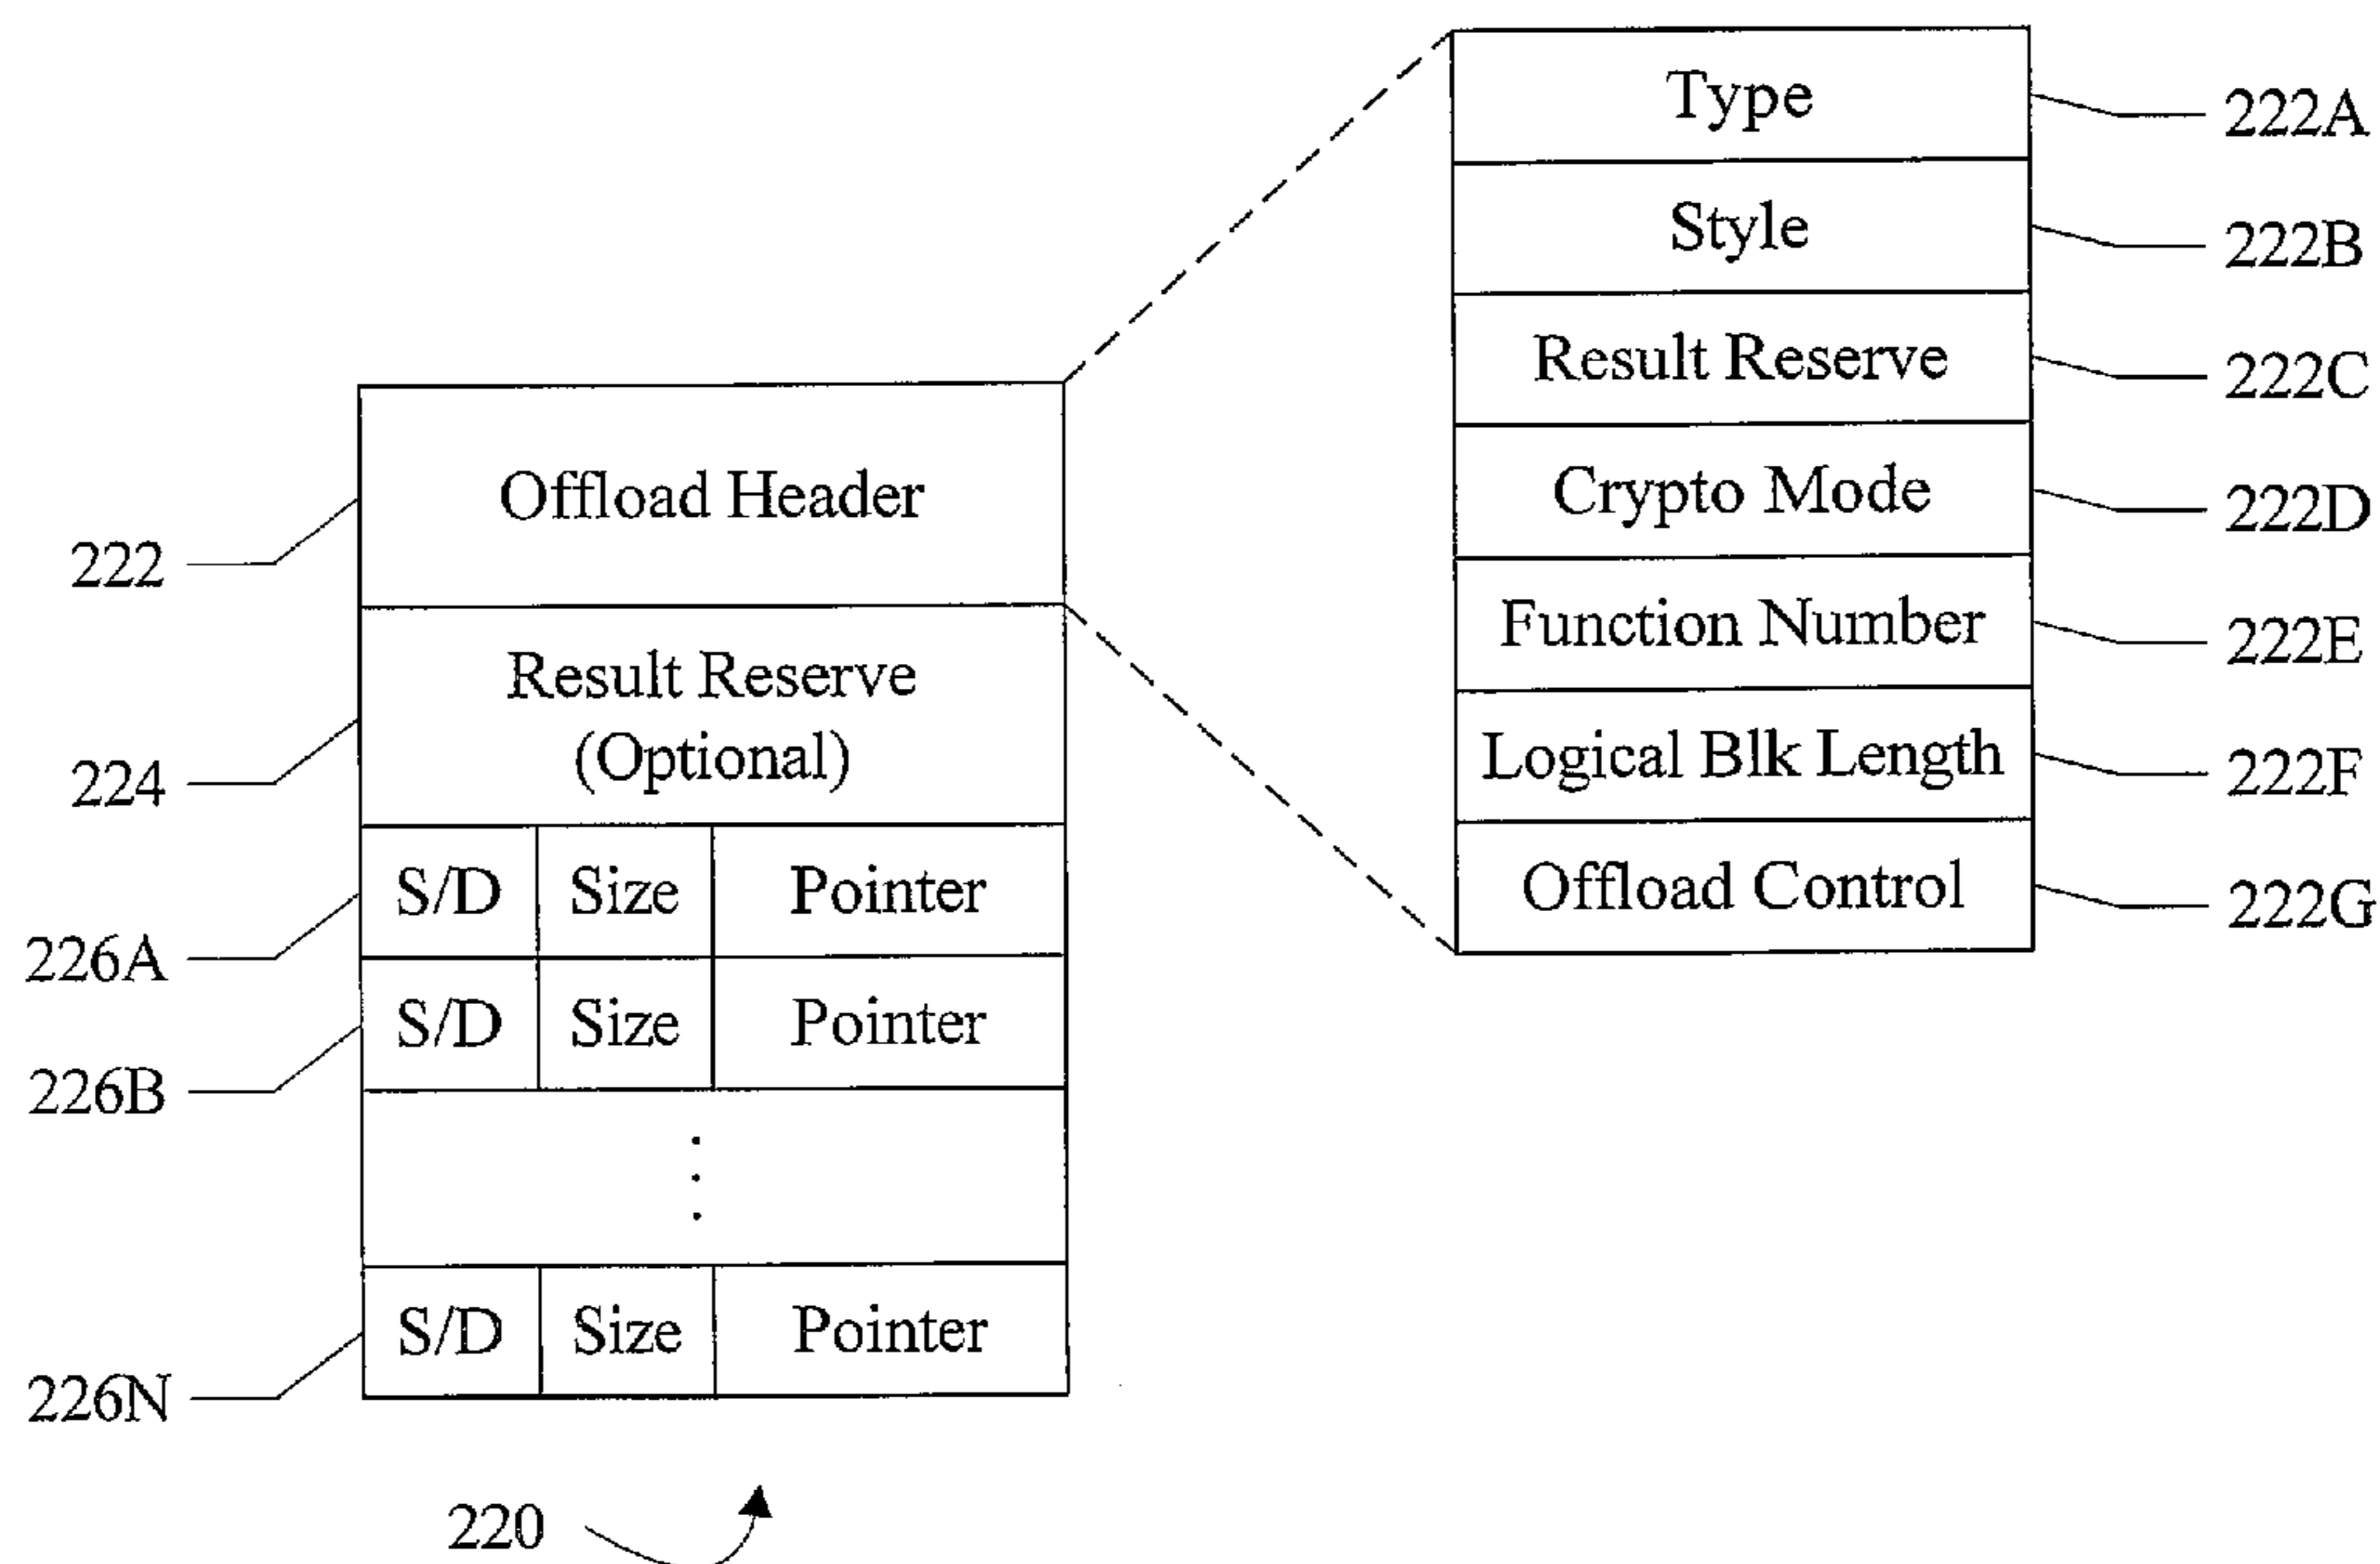 Type 222A
Style 222B
Result Reserve 222C
Crypto Mode 222D
Function Number 222E
Logical Blk Length 222F
Offload Control 222G
Offload Header
222
Result Reserve
(Optional)
224
S/D Size Pointer
226A
S/D Size Pointer
226B
S/D Size Pointer
226N
220